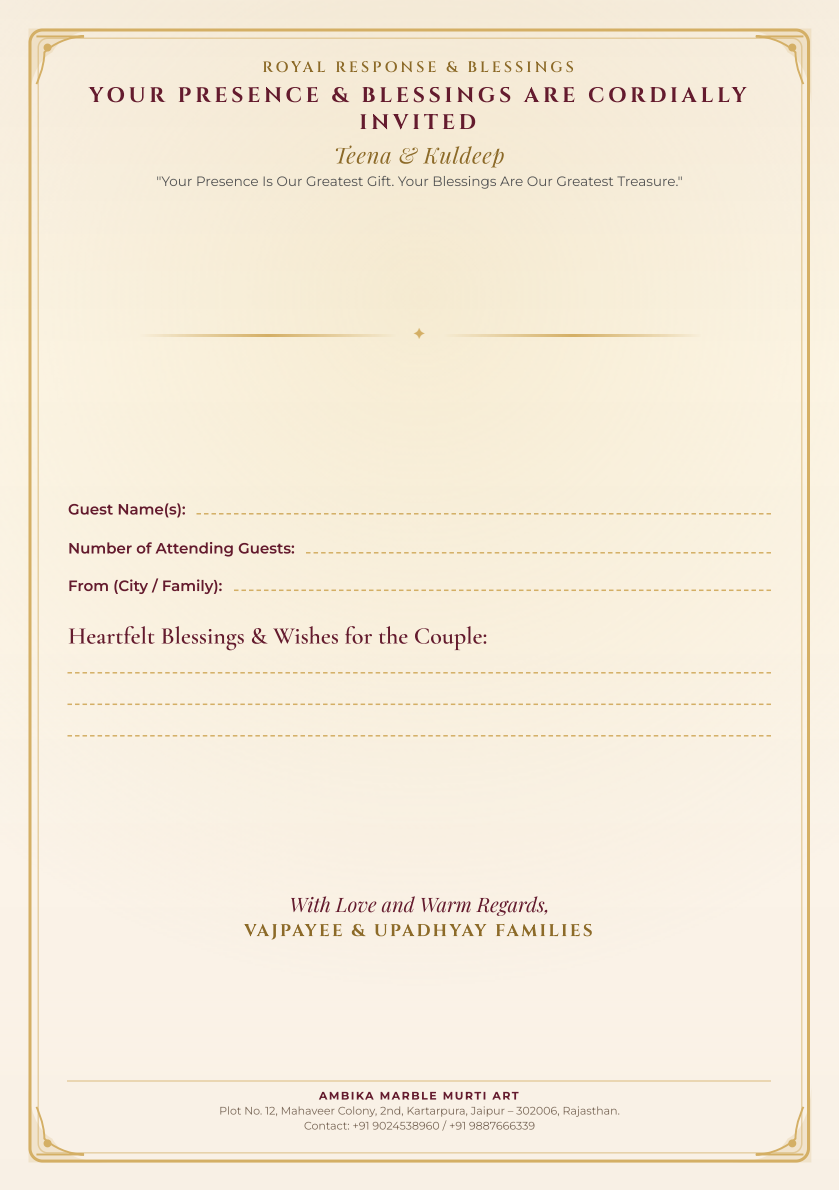 ROYAL RESPONSE & BLESSINGS
YOUR PRESENCE & BLESSINGS ARE CORDIALLY
INVITED
Teena & Kuldeep
"Your Presence Is Our Greatest Gift. Your Blessings Are Our Greatest Treasure."
Guest Name(s):
Number of Attending Guests:
From (City / Family):
Heartfelt Blessings & Wishes for the Couple:
With Love and Warm Regards,
VAJPAYEE & UPADHYAY FAMILIES
AMBIKA MARBLE MURTI ART
Plot No. 12, Mahaveer Colony, 2nd, Kartarpura, Jaipur – 302006, Rajasthan.
Contact: +91 9024538960 / +91 9887666339